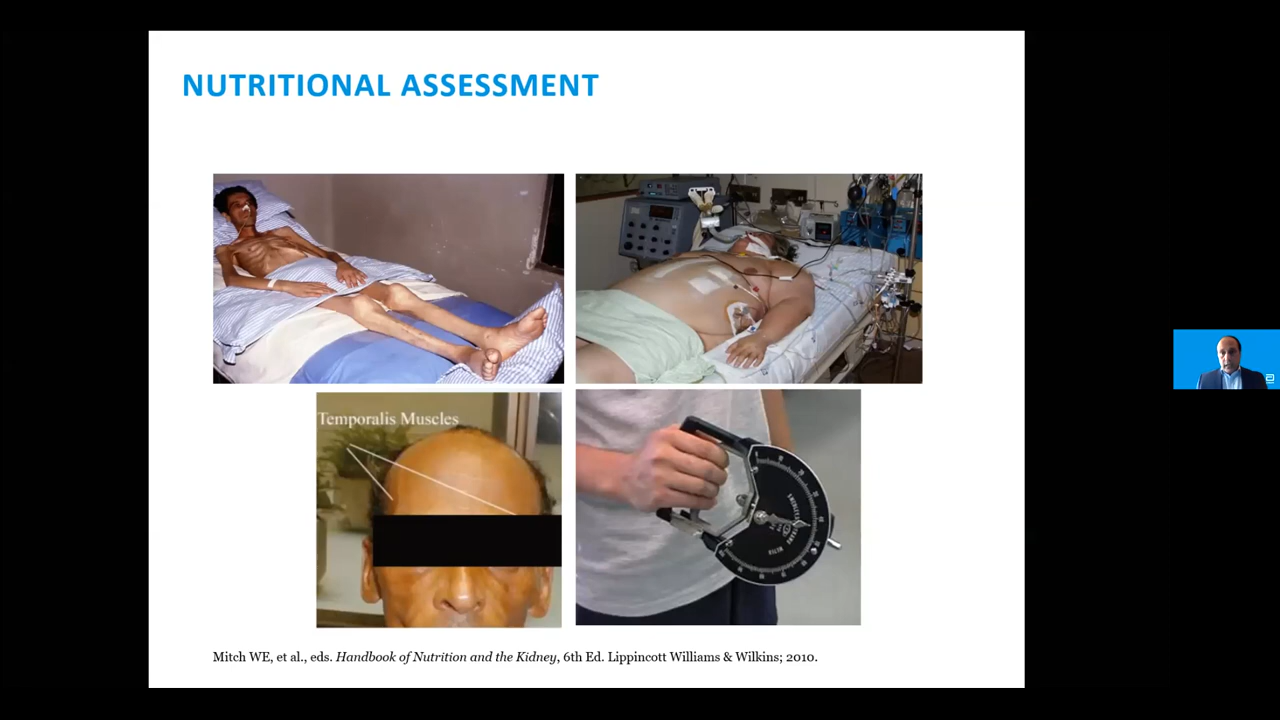 NUTRITIONAL ASSESSMENT
Temporalis Muscles
Mitch WE, et al., eds. Handbook of Nutrition and the Kidney, 6th Ed. Lippincott Williams & Wilkins; 2010.